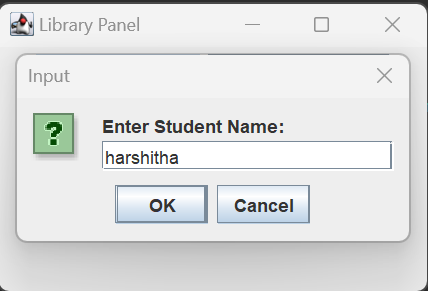 Library Panel
Input
Enter Student Name:
harshitha
OK
Cancel